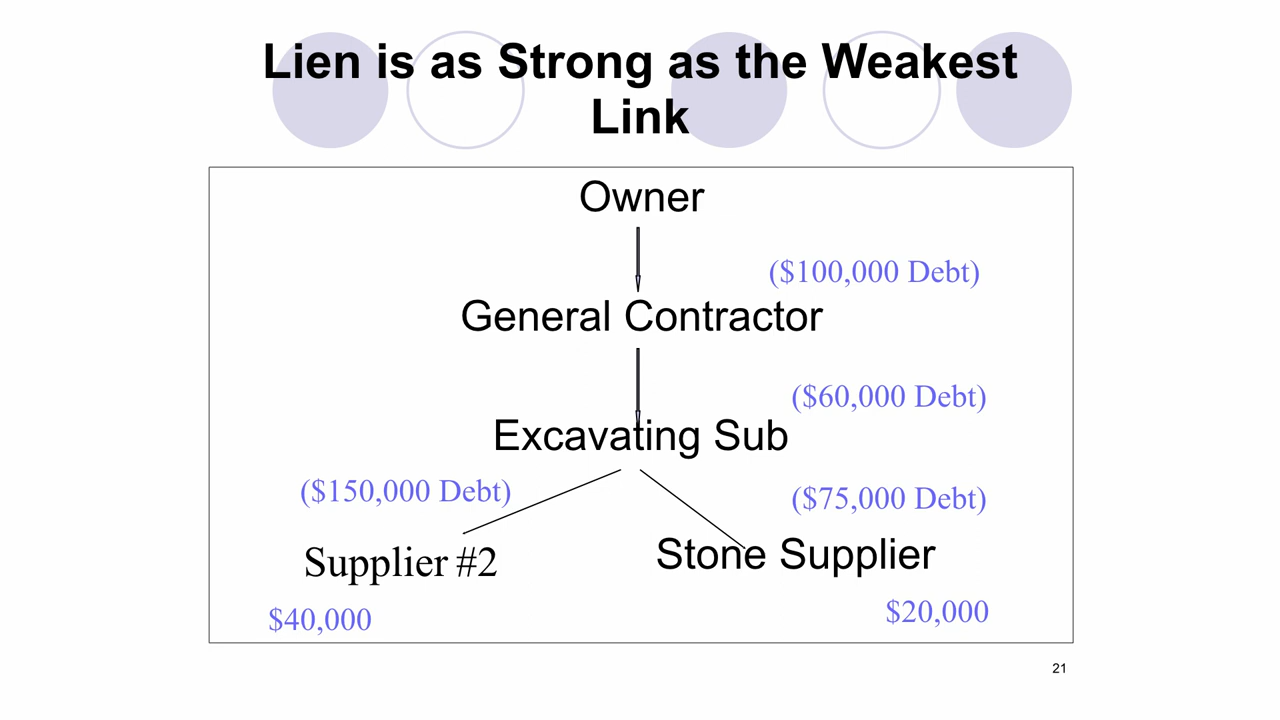 Lien is as Strong as the Weakest
Link
Owner
($100,000 Debt)
General Contractor
($60,000 Debt)
Excavating Sub
($150,000 Debt)
($75,000 Debt)
Supplier #2
Stone Supplier
$40,000
$20,000
21